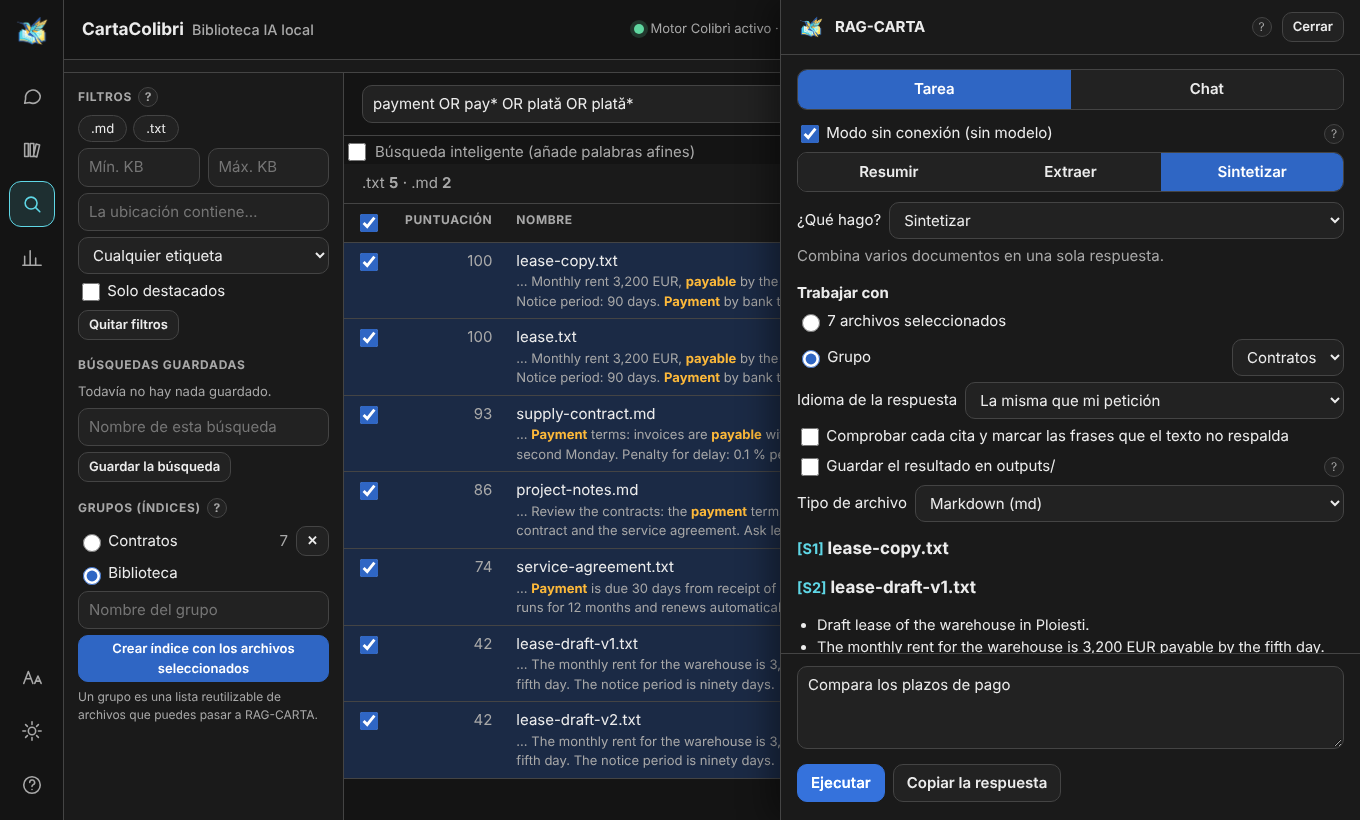 CartaColibri Biblioteca IA local
Motor Colibrì activo ·
FILTROS ?
.md .txt
Mín. KB Máx. KB
La ubicación contiene...
Cualquier etiqueta
Solo destacados
Quitar filtros
BÚSQUEDAS GUARDADAS
Todavía no hay nada guardado.
Nombre de esta búsqueda
Guardar la búsqueda
GRUPOS (ÍNDICES) ?
Contratos 7 ✕
Biblioteca
Nombre del grupo
Crear índice con los archivos
seleccionados
Un grupo es una lista reutilizable de
archivos que puedes pasar a RAG-CARTA.
payment OR pay* OR plată OR plată*
Búsqueda inteligente (añade palabras afines)
.txt 5 · .md 2
PUNTUACIÓN NOMBRE
100 lease-copy.txt
... Monthly rent 3,200 EUR, payable by the
Notice period: 90 days. Payment by bank t
100 lease.txt
... Monthly rent 3,200 EUR, payable by the
Notice period: 90 days. Payment by bank t
93 supply-contract.md
... Payment terms: invoices are payable wi
second Monday. Penalty for delay: 0.1 % pe
86 project-notes.md
... Review the contracts: the payment term
contract and the service agreement. Ask le
74 service-agreement.txt
... Payment is due 30 days from receipt of
runs for 12 months and renews automatical
42 lease-draft-v1.txt
... The monthly rent for the warehouse is 3,
fifth day. The notice period is ninety days.
42 lease-draft-v2.txt
... The monthly rent for the warehouse is 3,
fifth day. The notice period is ninety days.
RAG-CARTA ? Cerrar
Tarea Chat
Modo sin conexión (sin modelo) ?
Resumir Extraer Sintetizar
¿Qué hago? Sintetizar
Combina varios documentos en una sola respuesta.
Trabajar con
7 archivos seleccionados
Grupo Contratos
Idioma de la respuesta La misma que mi petición
Comprobar cada cita y marcar las frases que el texto no respalda
Guardar el resultado en outputs/ ?
Tipo de archivo Markdown (md)
[S1] lease-copy.txt
[S2] lease-draft-v1.txt
• Draft lease of the warehouse in Ploiesti.
• The monthly rent for the warehouse is 3,200 EUR payable by the fifth day.
Compara los plazos de pago
Ejecutar Copiar la respuesta
AA
?